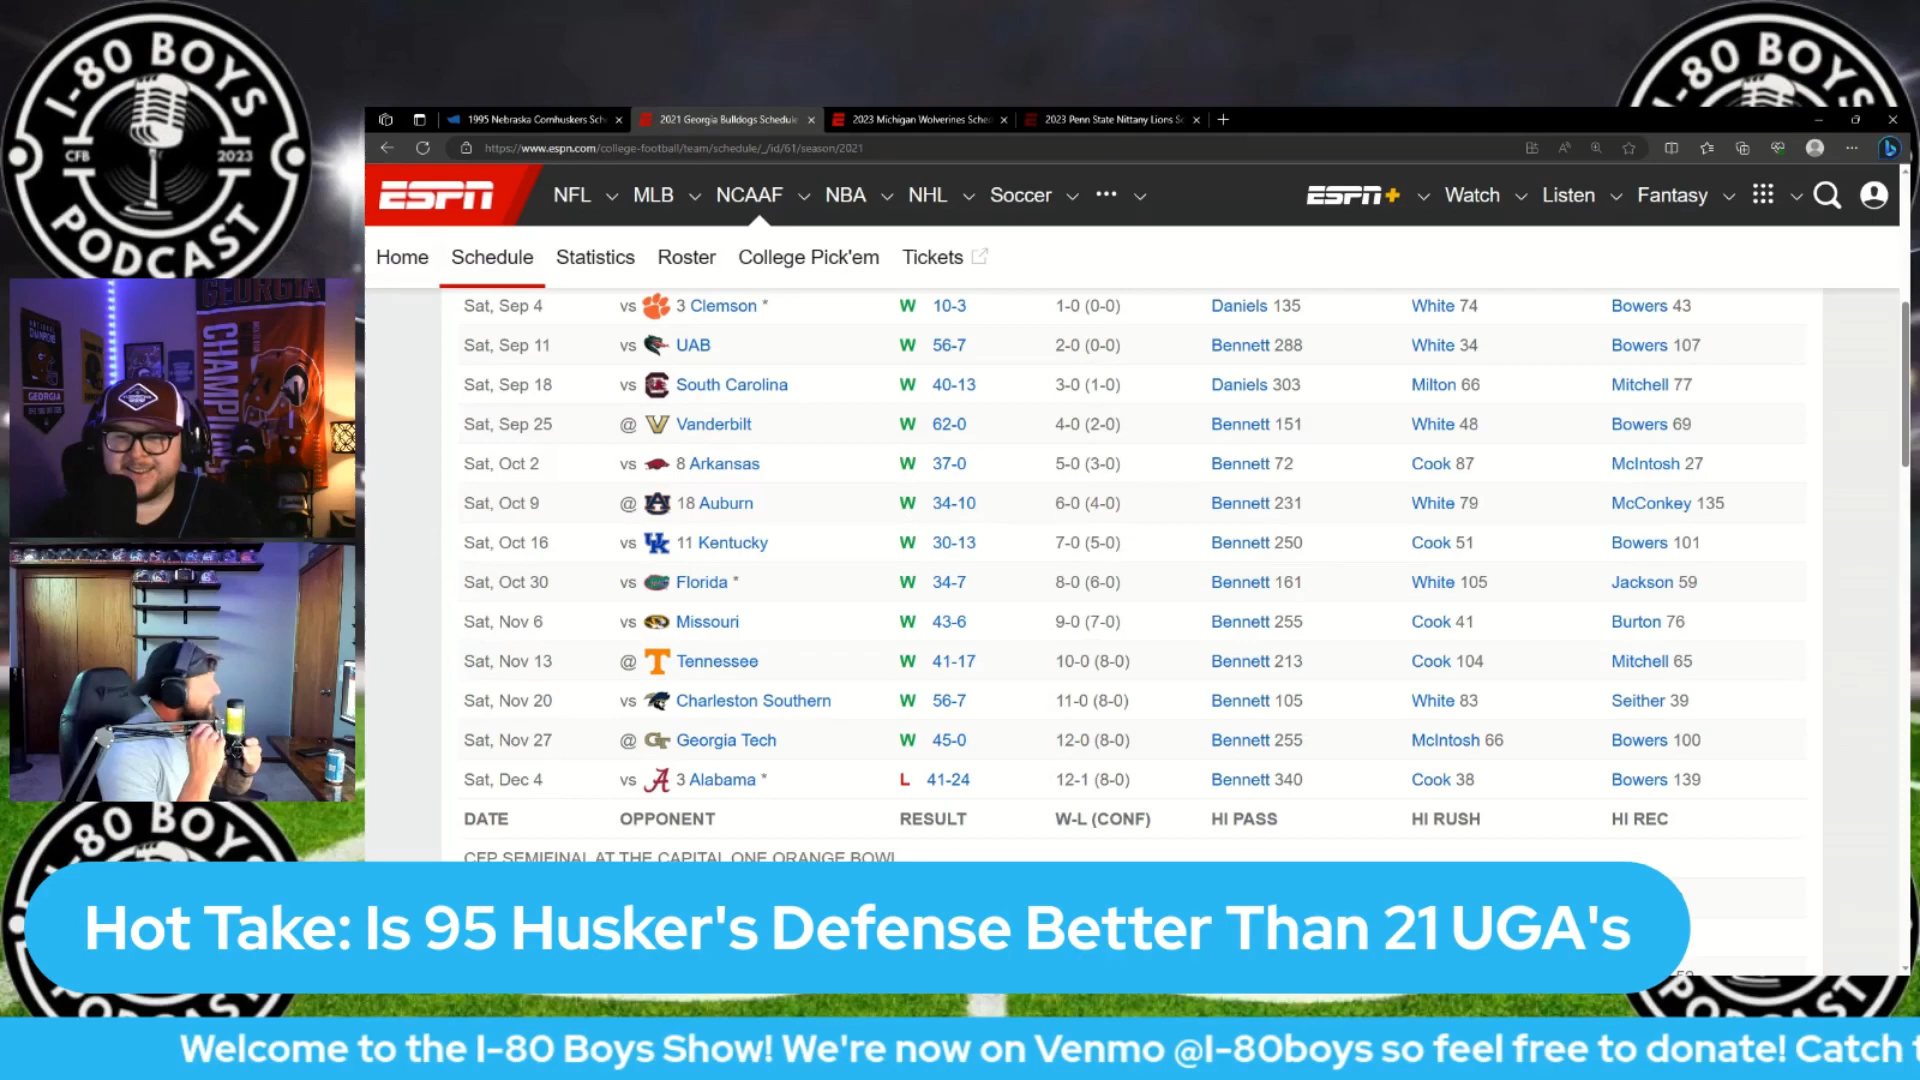 I-80 BOYS
CFB 2023
PODCAST
I-80 BOYS
1995 Nebraska Cornhuskers Sch
2021 Georgia Bulldogs Schedule
2023 Michigan Wolverines Sched
2023 Penn State Nittany Lions Sc
https://www.espn.com/college-football/team/schedule/_/id/61/season/2021
ESPN NFL MLB NCAAF NBA NHL Soccer ••• ESPN+ Watch Listen Fantasy
Home Schedule Statistics Roster College Pick'em Tickets
Sat, Sep 4 vs 3 Clemson * W 10-3 1-0 (0-0) Daniels 135 White 74 Bowers 43
Sat, Sep 11 vs UAB W 56-7 2-0 (0-0) Bennett 288 White 34 Bowers 107
Sat, Sep 18 vs South Carolina W 40-13 3-0 (1-0) Daniels 303 Milton 66 Mitchell 77
Sat, Sep 25 @ Vanderbilt W 62-0 4-0 (2-0) Bennett 151 White 48 Bowers 69
Sat, Oct 2 vs 8 Arkansas W 37-0 5-0 (3-0) Bennett 72 Cook 87 McIntosh 27
Sat, Oct 9 @ 18 Auburn W 34-10 6-0 (4-0) Bennett 231 White 79 McConkey 135
Sat, Oct 16 vs 11 Kentucky W 30-13 7-0 (5-0) Bennett 250 Cook 51 Bowers 101
Sat, Oct 30 vs Florida * W 34-7 8-0 (6-0) Bennett 161 White 105 Jackson 59
Sat, Nov 6 vs Missouri W 43-6 9-0 (7-0) Bennett 255 Cook 41 Burton 76
Sat, Nov 13 @ Tennessee W 41-17 10-0 (8-0) Bennett 213 Cook 104 Mitchell 65
Sat, Nov 20 vs Charleston Southern W 56-7 11-0 (8-0) Bennett 105 White 83 Seither 39
Sat, Nov 27 @ Georgia Tech W 45-0 12-0 (8-0) Bennett 255 McIntosh 66 Bowers 100
Sat, Dec 4 vs 3 Alabama * L 41-24 12-1 (8-0) Bennett 340 Cook 38 Bowers 139
DATE OPPONENT RESULT W-L (CONF) HI PASS HI RUSH HI REC
CFP SEMIFINAL AT THE CAPITAL ONE ORANGE BOWL
GEORGIA
CHAMPIONS
GEORGIA
I-80 BOYS
PODCAST
PODCAST
Hot Take: Is 95 Husker's Defense Better Than 21 UGA's
Welcome to the I-80 Boys Show! We're now on Venmo @I-80boys so feel free to donate! Catch